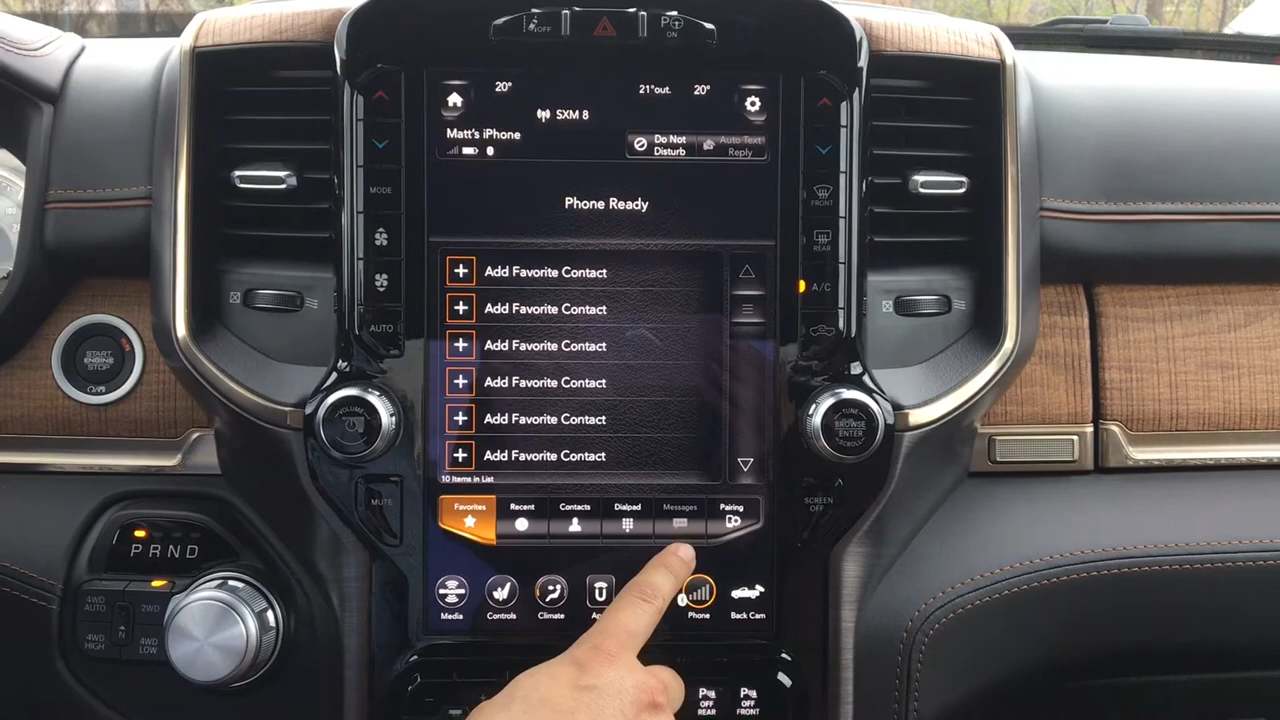 OFF
P
ON
20°
21°out.
20°
SXM 8
Matt's iPhone
Do Not
Disturb
Auto Text
Reply
Phone Ready
MODE
AUTO
MUTE
FRONT
REAR
A/C
SCREEN
OFF
Add Favorite Contact
Add Favorite Contact
Add Favorite Contact
Add Favorite Contact
Add Favorite Contact
Add Favorite Contact
10 Items in List
Favorites
Recent
Contacts
Dialpad
Messages
Pairing
Media
Controls
Climate
Phone
Back Cam
START
ENGINE
STOP
RUN
VOLUME
TUNE
BROWSE
ENTER
SCROLL
P R N D
4WD
AUTO
2WD
N
4WD
HIGH
4WD
LOW
P
OFF
REAR
P
OFF
FRONT